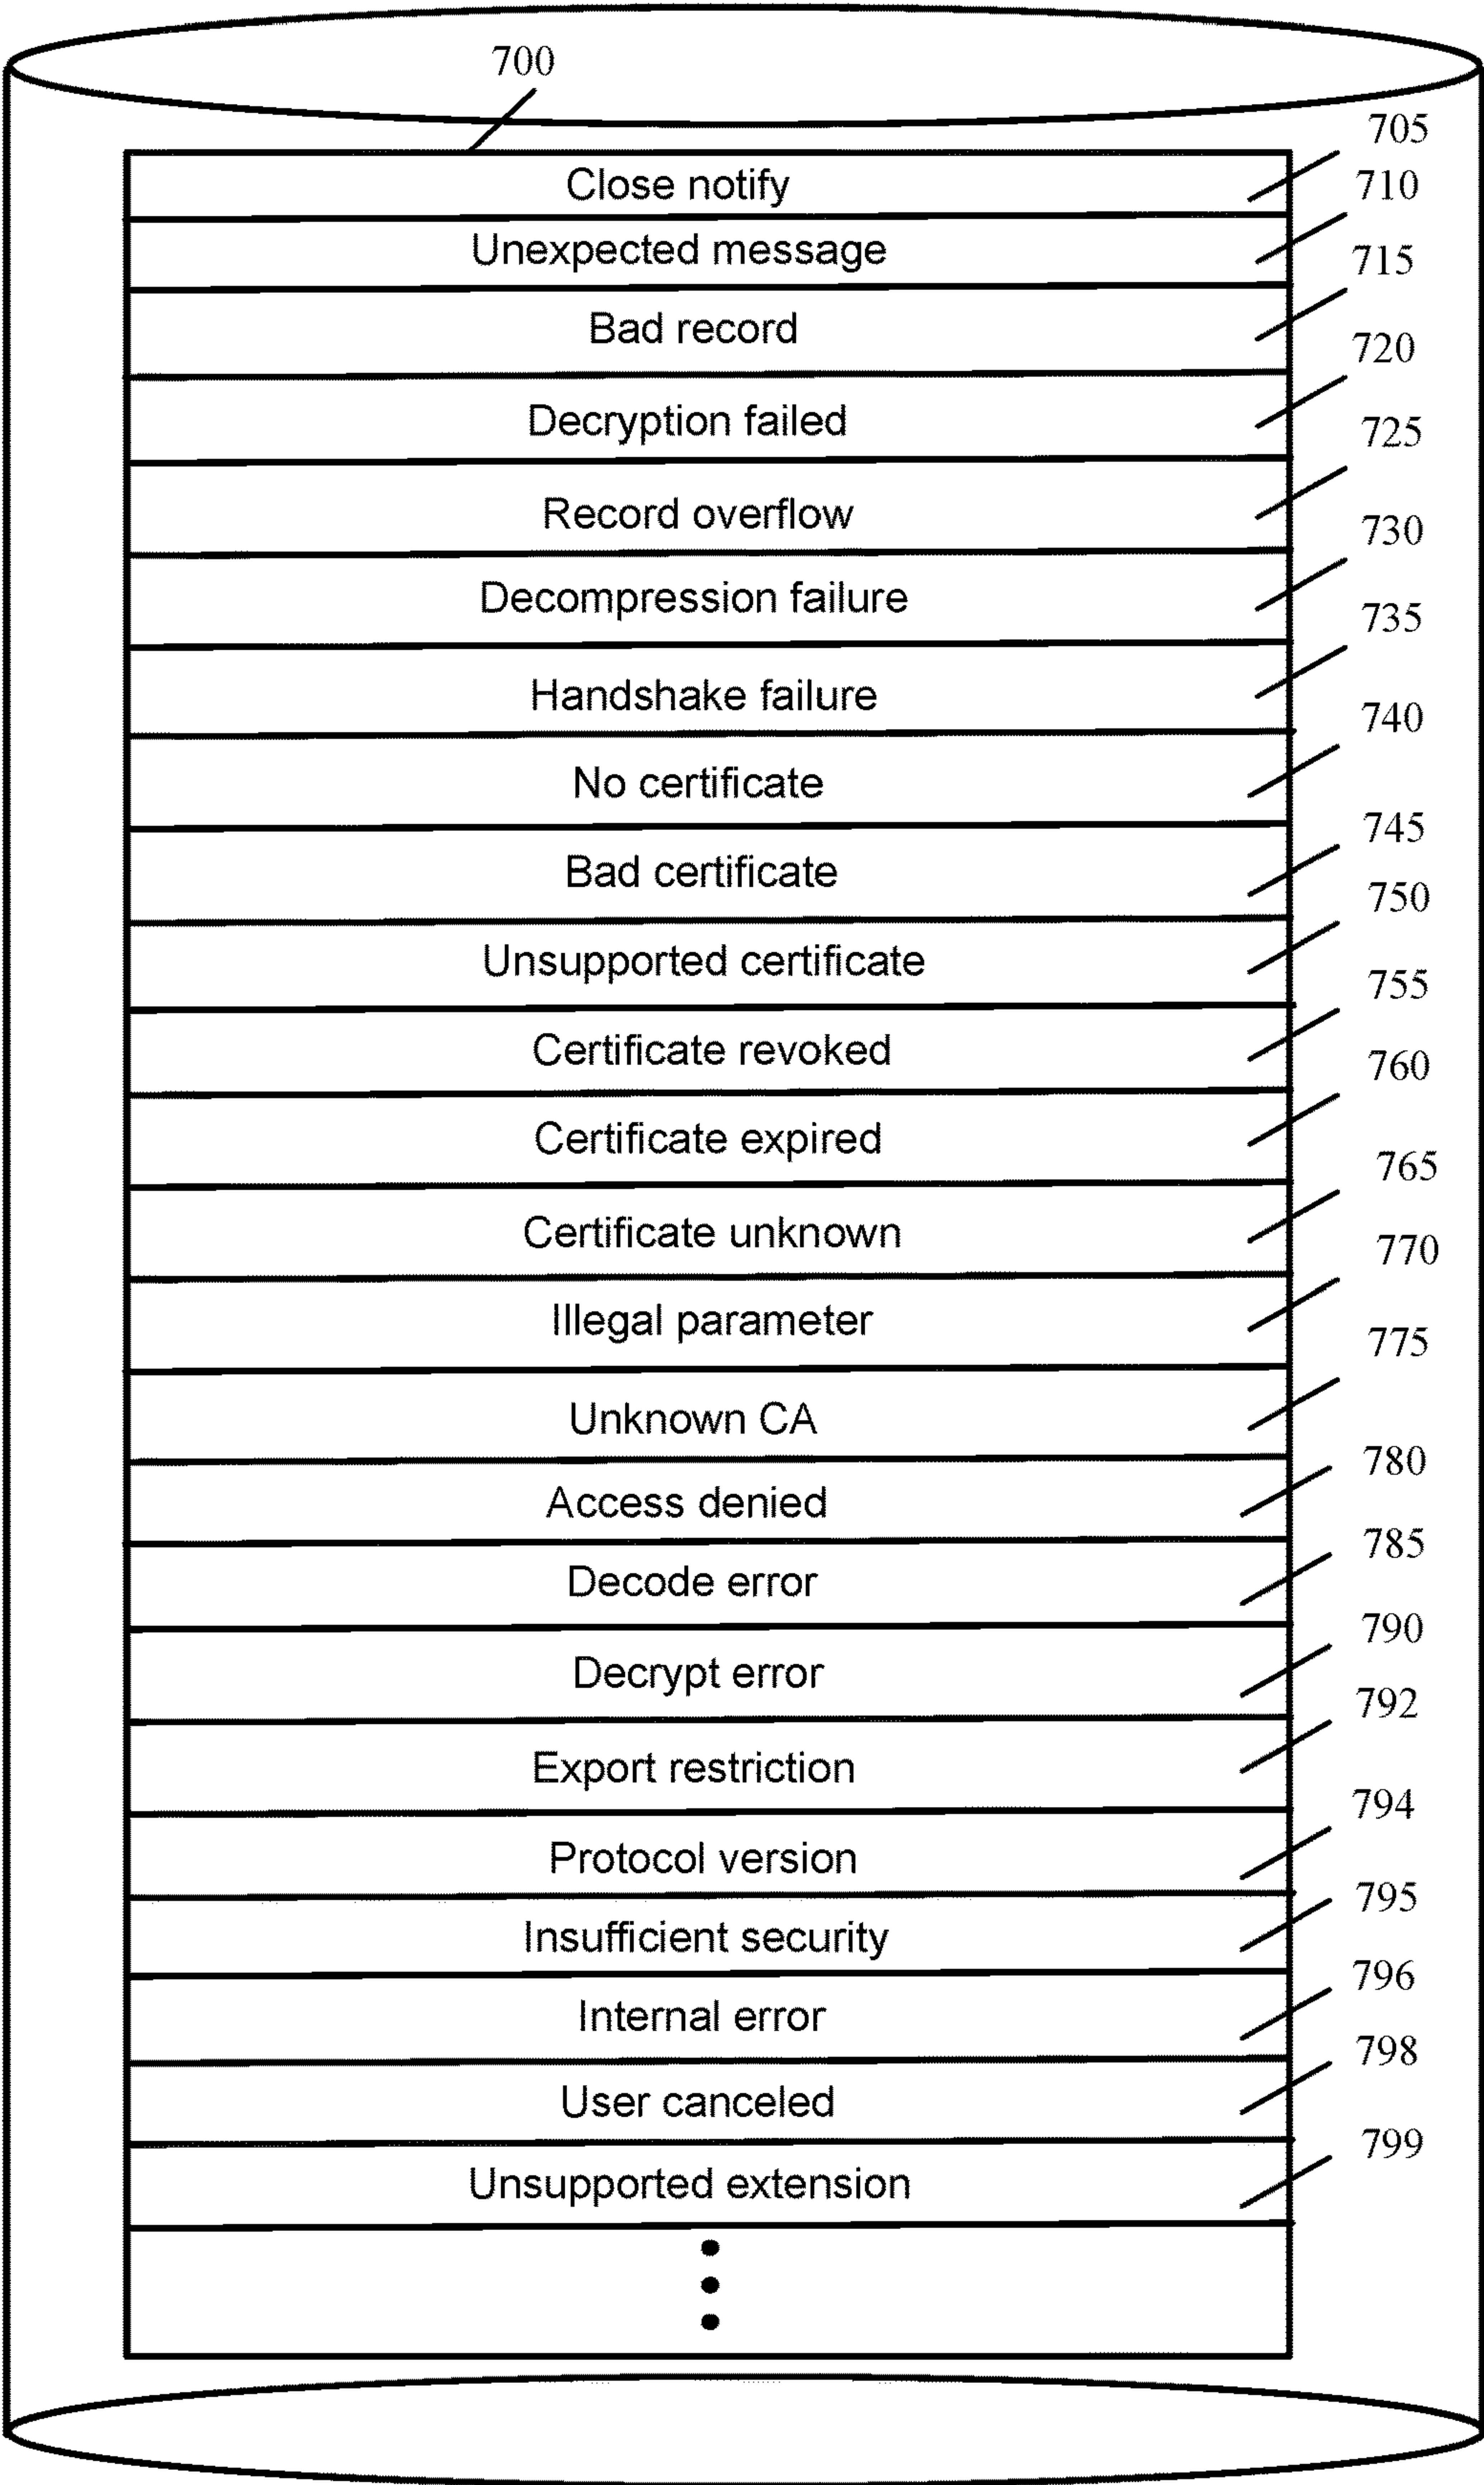 700
Close notify 705
Unexpected message 710
Bad record 715
Decryption failed 720
Record overflow 725
Decompression failure 730
Handshake failure 735
No certificate 740
Bad certificate 745
Unsupported certificate 750
Certificate revoked 755
Certificate expired 760
Certificate unknown 765
Illegal parameter 770
Unknown CA 775
Access denied 780
Decode error 785
Decrypt error 790
Export restriction 792
Protocol version 794
Insufficient security 795
Internal error 796
User canceled 798
Unsupported extension 799